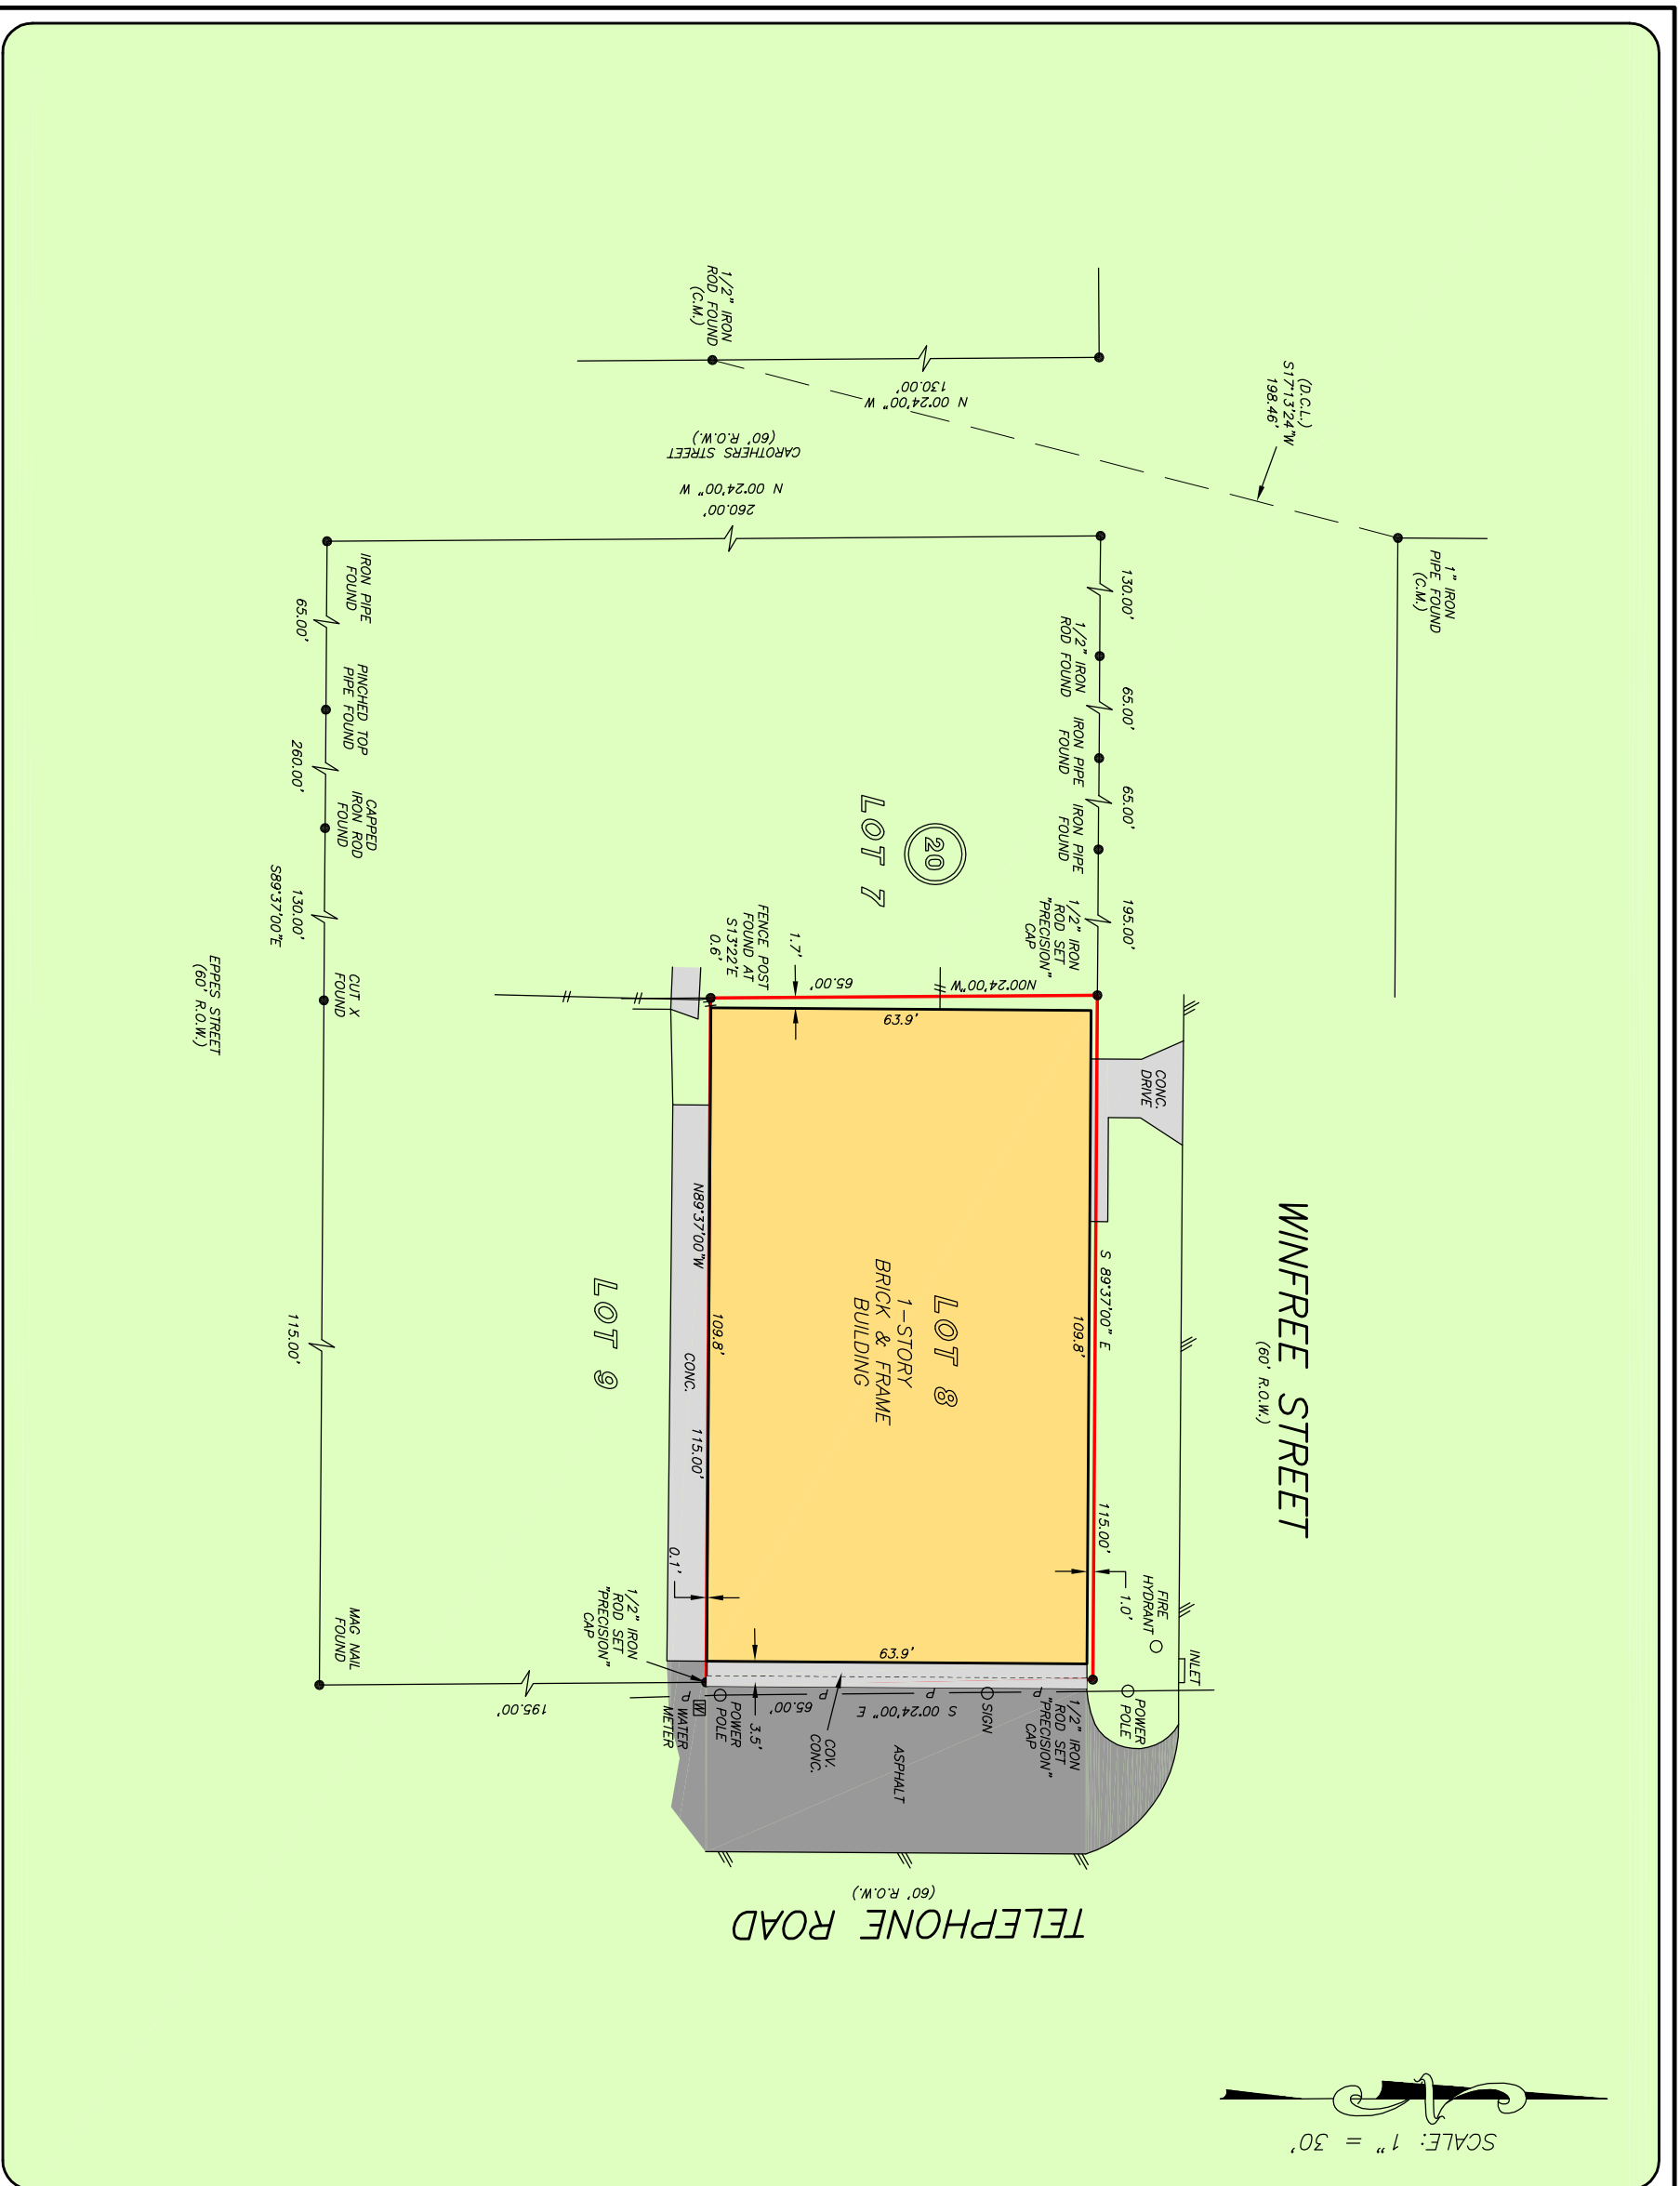 WINFREE STREET
(60' R.O.W.)
INLET
FIRE
HYDRANT
POWER
POLE
1.0'
115.00'
S 89°37'00" E
109.8'
CONC.
DRIVE
1" IRON
PIPE FOUND
(C.M.)
(D.C.L.)
S17°13'24"W
198.46'
130.00'
1/2" IRON
ROD FOUND
65.00'
IRON PIPE
FOUND
65.00'
IRON PIPE
FOUND
195.00'
1/2" IRON
ROD SET
"PRECISION"
CAP
N 00°24'00" W
130.00'
1/2" IRON
ROD FOUND
(C.M.)
CAROTHERS STREET
(60' R.O.W.)
N 00°24'00" W
260.00'
20
LOT 7
N00°24'00"W
65.00'
63.9'
1.7'
FENCE POST
FOUND AT
S13°22'E
0.6'
LOT 8
1-STORY
BRICK & FRAME
BUILDING
109.8'
63.9'
N89°37'00"W
CONC.
115.00'
0.1'
LOT 9
1/2" IRON
ROD SET
"PRECISION"
CAP
1/2" IRON
ROD SET
"PRECISION"
CAP
SIGN
S 00°24'00" E
65.00'
COV.
CONC.
ASPHALT
3.5'
POWER
POLE
W
WATER
METER
195.00'
TELEPHONE ROAD
(60' R.O.W.)
IRON PIPE
FOUND
65.00'
PINCHED TOP
PIPE FOUND
260.00'
CAPPED
IRON ROD
FOUND
130.00'
S89°37'00"E
CUT X
FOUND
115.00'
MAG NAIL
FOUND
EPPES STREET
(60' R.O.W.)
N
SCALE: 1" = 30'